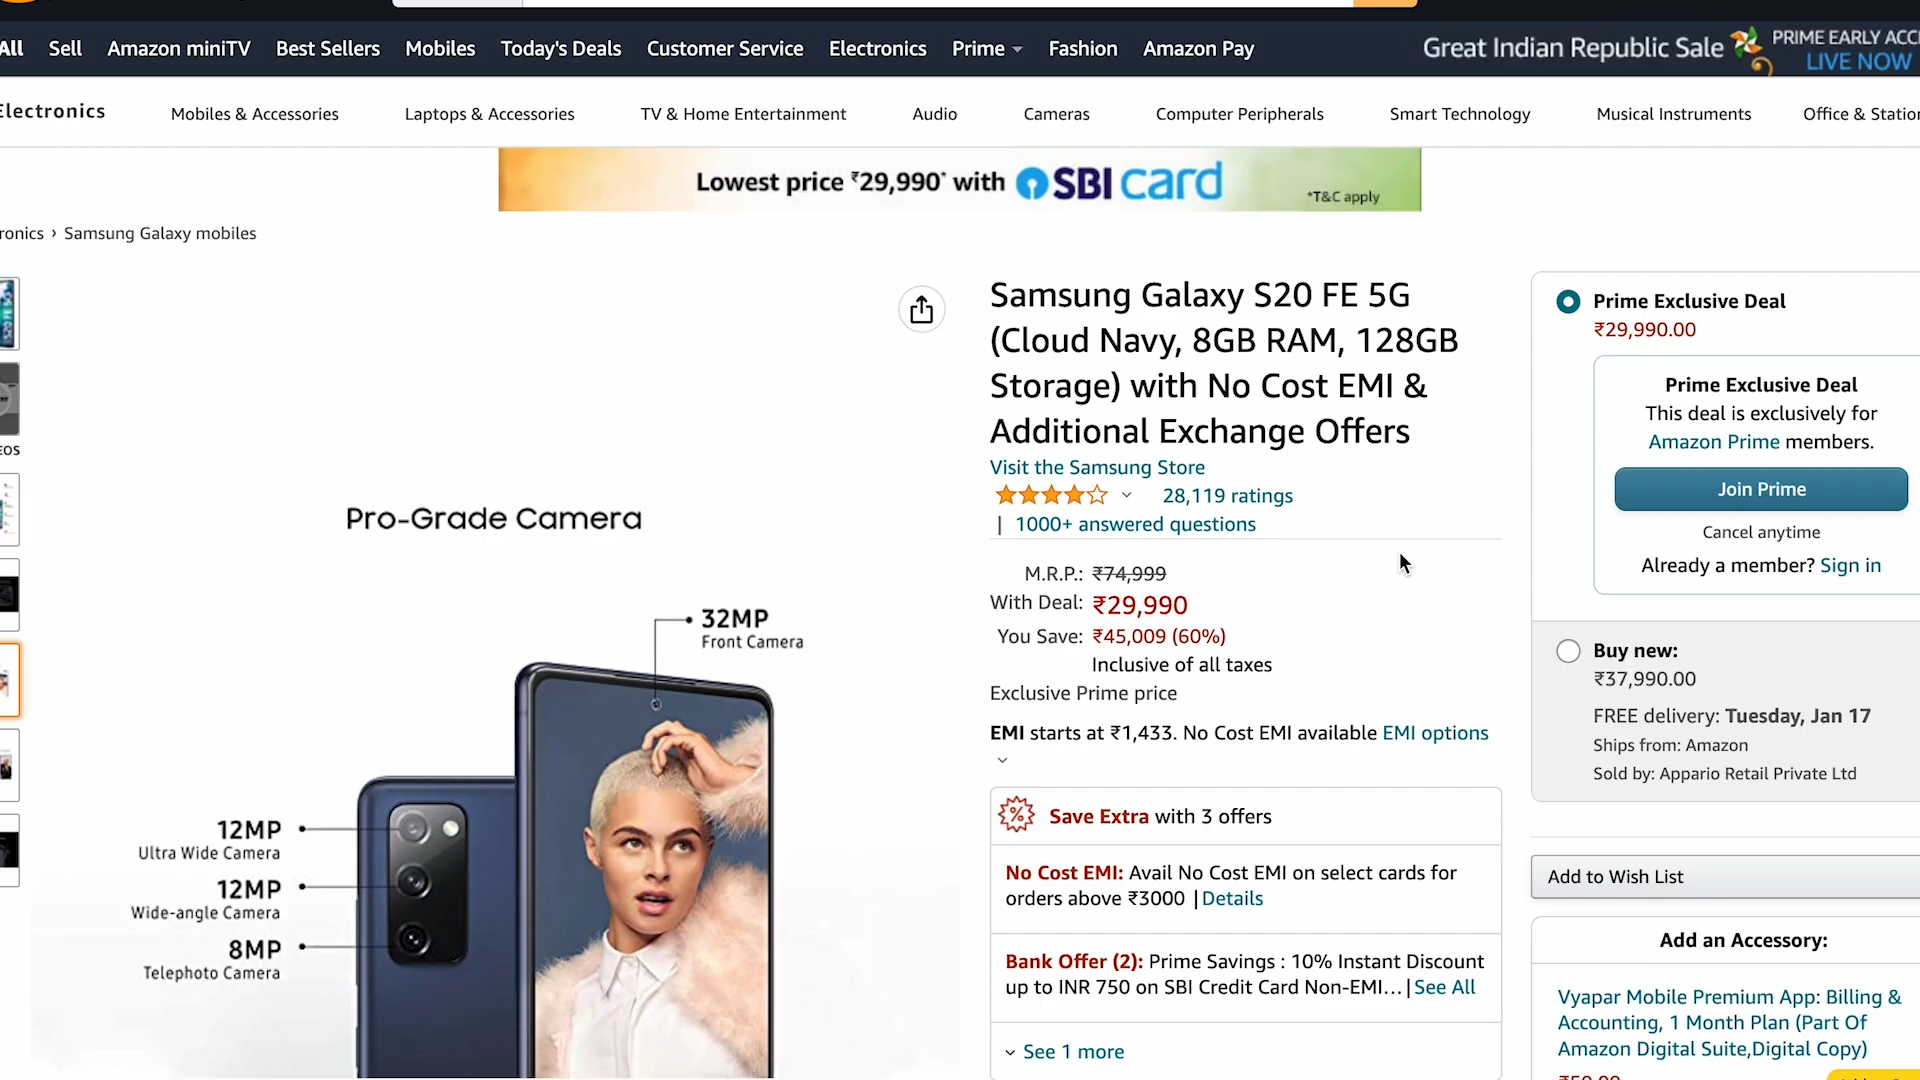 All Sell Amazon miniTV Best Sellers Mobiles Today's Deals Customer Service Electronics Prime Fashion Amazon Pay
Great Indian Republic Sale
PRIME EARLY ACCE
LIVE NOW
Electronics Mobiles & Accessories Laptops & Accessories TV & Home Entertainment Audio Cameras Computer Peripherals Smart Technology Musical Instruments Office & Station
Lowest price ₹29,990* with SBI card
*T&C apply
ronics › Samsung Galaxy mobiles
S20 FE 5G
EOS
Pro-Grade Camera
32MP
Front Camera
12MP
Ultra Wide Camera
12MP
Wide-angle Camera
8MP
Telephoto Camera
Samsung Galaxy S20 FE 5G
(Cloud Navy, 8GB RAM, 128GB
Storage) with No Cost EMI &
Additional Exchange Offers
Visit the Samsung Store
28,119 ratings
| 1000+ answered questions
M.R.P.: ₹74,999
With Deal: ₹29,990
You Save: ₹45,009 (60%)
Inclusive of all taxes
Exclusive Prime price
EMI starts at ₹1,433. No Cost EMI available EMI options
Save Extra with 3 offers
No Cost EMI: Avail No Cost EMI on select cards for
orders above ₹3000 | Details
Bank Offer (2): Prime Savings : 10% Instant Discount
up to INR 750 on SBI Credit Card Non-EMI... | See All
See 1 more
Prime Exclusive Deal
₹29,990.00
Prime Exclusive Deal
This deal is exclusively for
Amazon Prime members.
Join Prime
Cancel anytime
Already a member? Sign in
Buy new:
₹37,990.00
FREE delivery: Tuesday, Jan 17
Ships from: Amazon
Sold by: Appario Retail Private Ltd
Add to Wish List
Add an Accessory:
Vyapar Mobile Premium App: Billing &
Accounting, 1 Month Plan (Part Of
Amazon Digital Suite,Digital Copy)